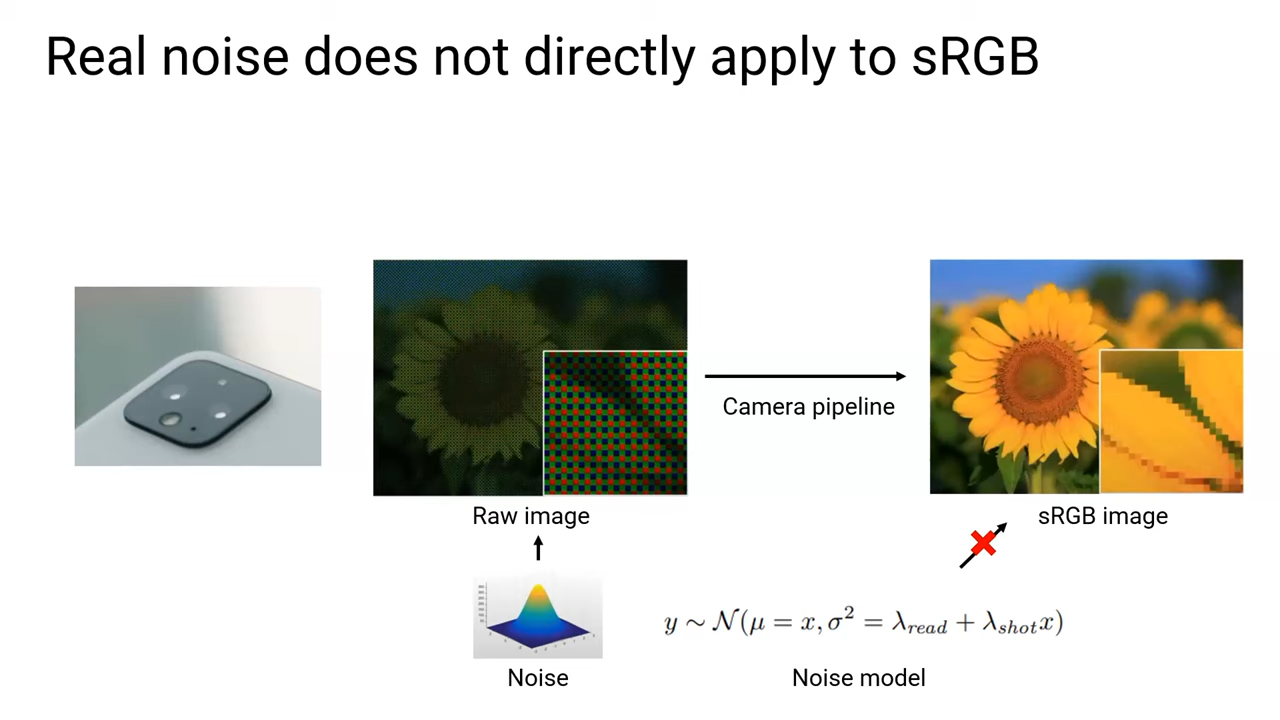 Real noise does not directly apply to sRGB
Camera pipeline
Raw image
sRGB image
y ∼ 𝒩(μ = x, σ² = λ_read + λ_shot x)
Noise
Noise model